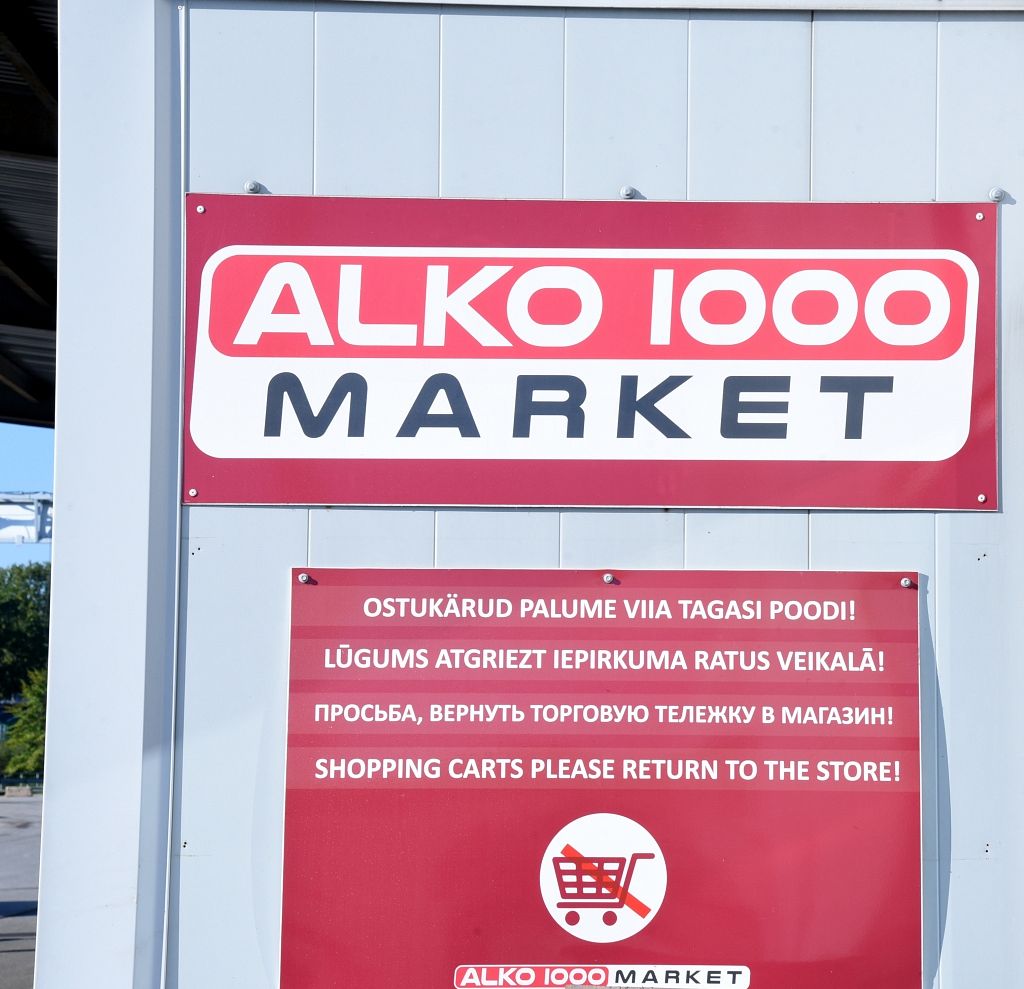 ALKO 1000
MARKET
OSTUKÄRUD PALUME VIIA TAGASI POODI!
LŪGUMS ATGRIEZT IEPIRKUMA RATUS VEIKALĀ!
ПРОСЬБА, ВЕРНУТЬ ТОРГОВУЮ ТЕЛЕЖКУ В МАГАЗИН!
SHOPPING CARTS PLEASE RETURN TO THE STORE!
ALKO 1000 MARKET